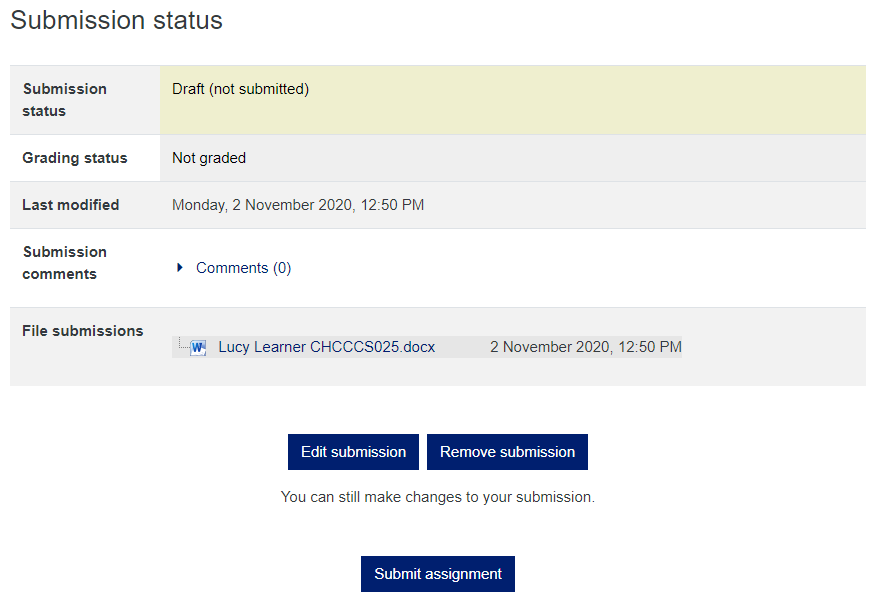 Submission status
Submission
status
Draft (not submitted)
Grading status
Not graded
Last modified
Monday, 2 November 2020, 12:50 PM
Submission
comments
Comments (0)
File submissions
Lucy Learner CHCCCS025.docx
2 November 2020, 12:50 PM
Edit submission
Remove submission
You can still make changes to your submission.
Submit assignment